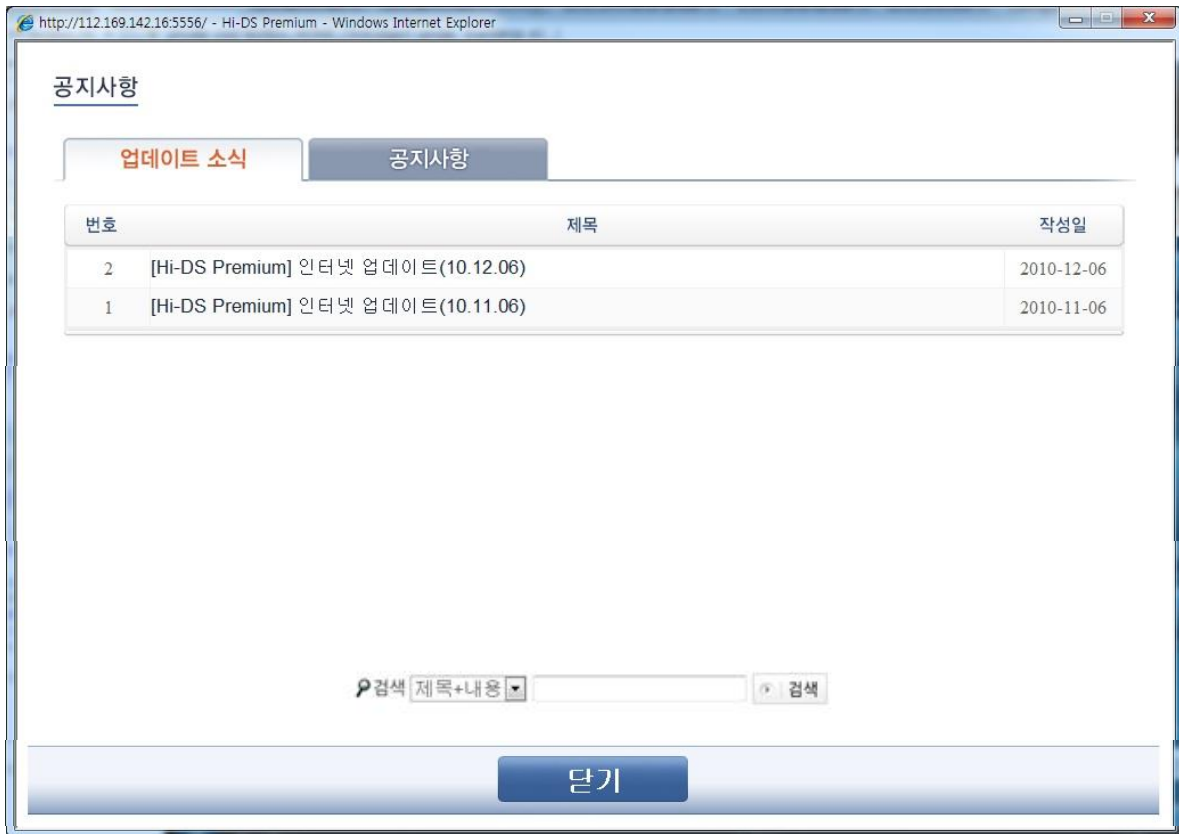 http://112.169.142.16:5556/ - Hi-DS Premium - Windows Internet Explorer
공지사항
업데이트 소식 공지사항
번호 제목 작성일
2 [Hi-DS Premium] 인터넷 업데이트(10.12.06) 2010-12-06
1 [Hi-DS Premium] 인터넷 업데이트(10.11.06) 2010-11-06
검색 제목+내용 검색
닫기